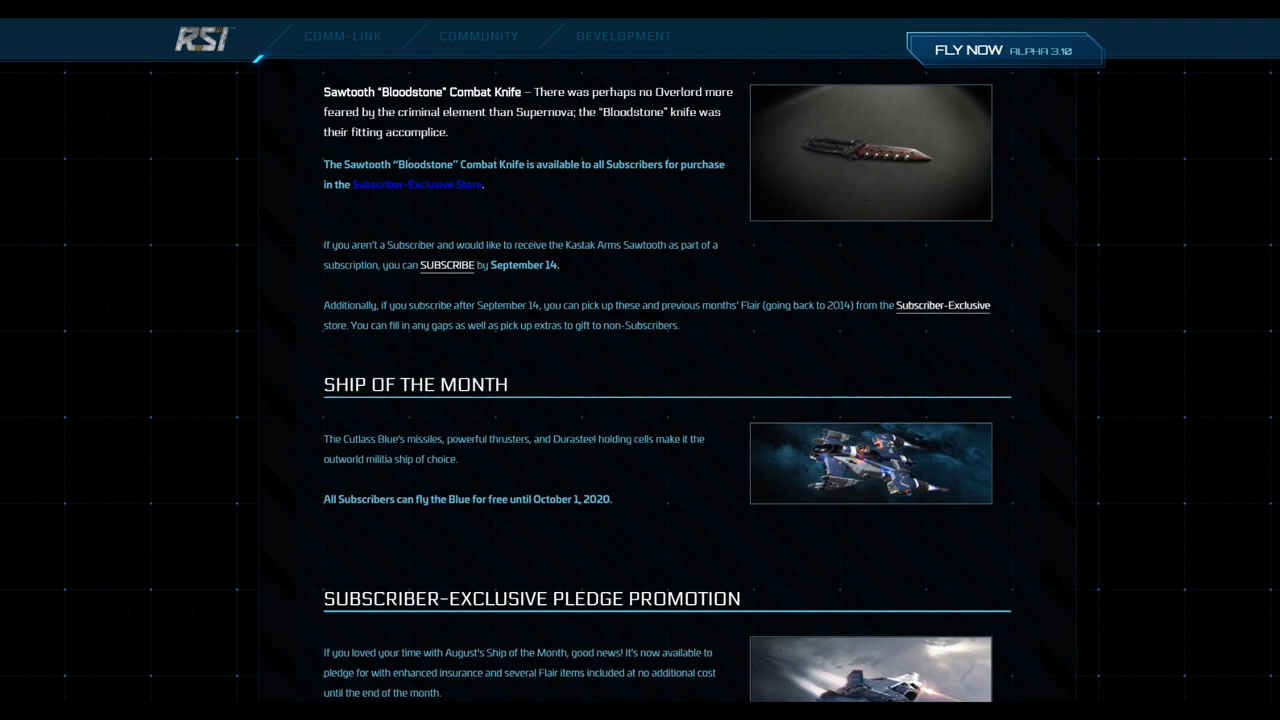 RSI
COMM-LINK
COMMUNITY
DEVELOPMENT
FLY NOW ALPHA 3.10
Sawtooth "Bloodstone" Combat Knife – There was perhaps no Overlord more
feared by the criminal element than Supernova; the "Bloodstone" knife was
their fitting accomplice.
The Sawtooth “Bloodstone” Combat Knife is available to all Subscribers for purchase
in the Subscriber-Exclusive Store.
If you aren't a Subscriber and would like to receive the Kastak Arms Sawtooth as part of a
subscription, you can SUBSCRIBE by September 14.
Additionally, if you subscribe after September 14, you can pick up these and previous months' Flair (going back to 2014) from the Subscriber-Exclusive
store. You can fill in any gaps as well as pick up extras to gift to non-Subscribers.
SHIP OF THE MONTH
The Cutlass Blue's missiles, powerful thrusters, and Durasteel holding cells make it the
outworld militia ship of choice.
All Subscribers can fly the Blue for free until October 1, 2020.
SUBSCRIBER-EXCLUSIVE PLEDGE PROMOTION
If you loved your time with August's Ship of the Month, good news! It's now available to
pledge for with enhanced insurance and several Flair items included at no additional cost
until the end of the month.